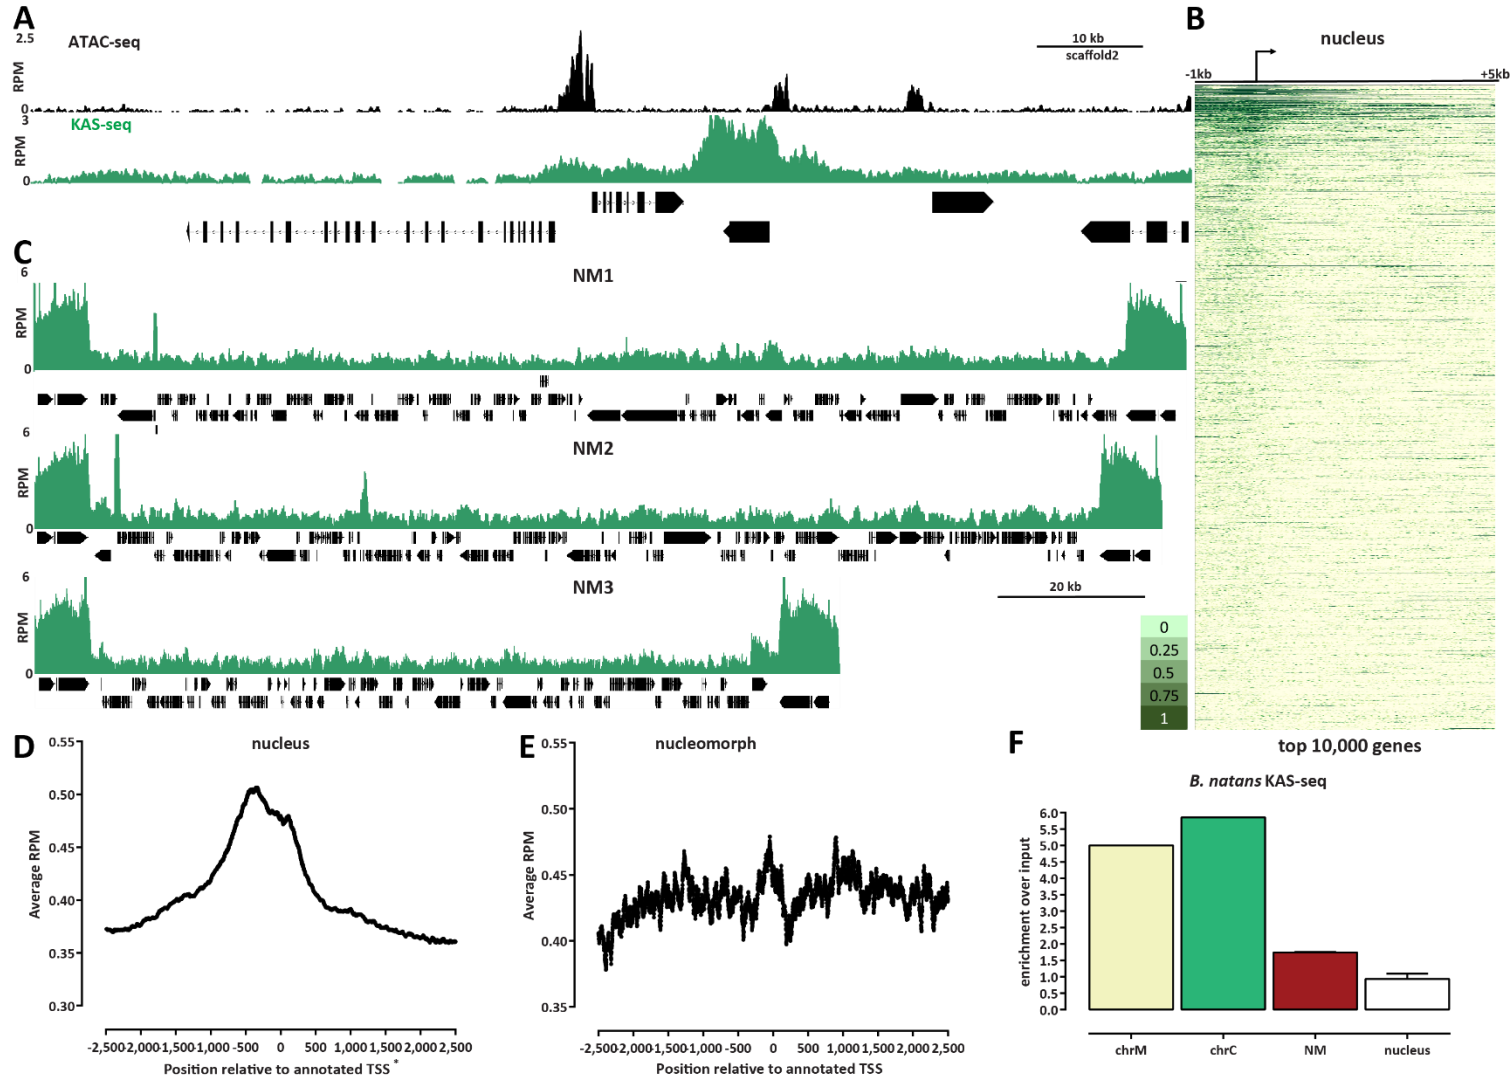 A
2.5
ATAC-seq
RPM
0
10 kb
scaffold2
3
KAS-seq
RPM
0
B
nucleus
-1kb
+5kb
0
0.25
0.5
0.75
1
top 10,000 genes
C
6
NM1
RPM
0
6
NM2
RPM
0
6
NM3
20 kb
RPM
0
D
nucleus
0.55
0.50
0.45
0.40
0.35
0.30
Average RPM
-2,500 -2,000 -1,500 -1,000 -500 0 500 1,000 1,500 2,000 2,500
Position relative to annotated TSS *
E
nucleomorph
0.55
0.50
0.45
0.40
0.35
Average RPM
-2,500 -2,000 -1,500 -1,000 -500 0 500 1,000 1,500 2,000 2,500
Position relative to annotated TSS
F
B. natans KAS-seq
6.0
5.5
5.0
4.5
4.0
3.5
3.0
2.5
2.0
1.5
1.0
0.5
0.0
enrichment over input
chrM chrC NM nucleus